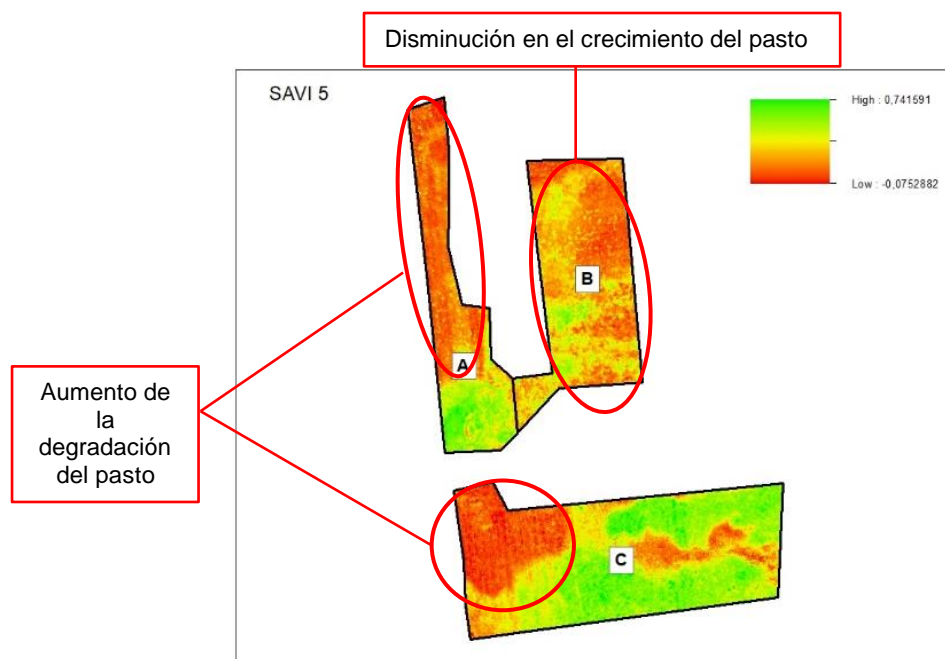 Disminución en el crecimiento del pasto
SAVI 5
High : 0,741591
Low : -0,0752882
B
A
Aumento de
la
degradación
del pasto
C